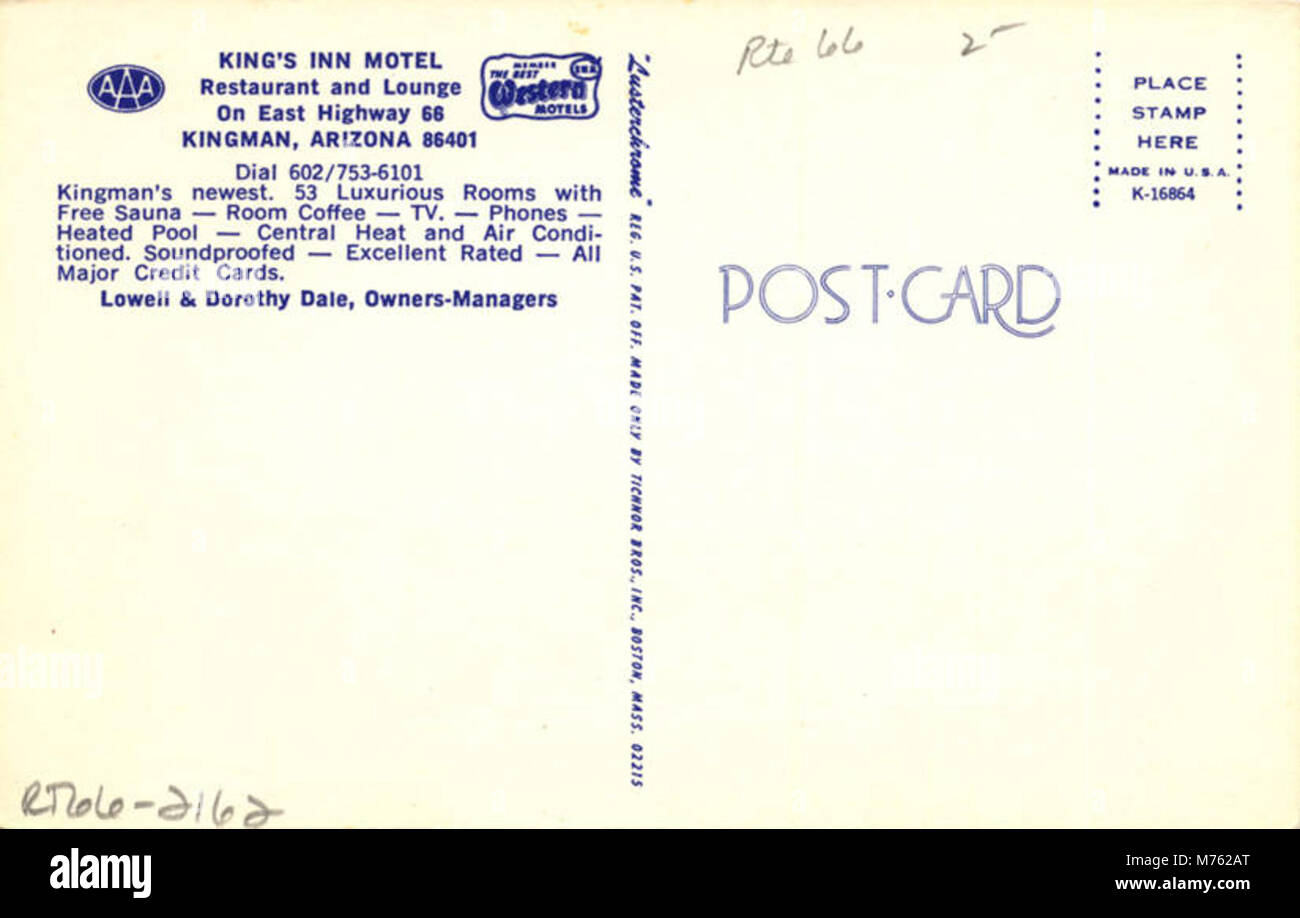 AAA
KING'S INN MOTEL
Restaurant and Lounge
On East Highway 66
KINGMAN, ARIZONA 86401
MEMBER
THE BEST
Western
MOTELS
Dial 602/753-6101
Kingman's newest. 53 Luxurious Rooms with
Free Sauna — Room Coffee — TV. — Phones —
Heated Pool — Central Heat and Air Condi-
tioned. Soundproofed — Excellent Rated — All
Major Credit Cards.
Lowell & Dorothy Dale, Owners-Managers
"Lusterchrome" REG. U.S. PAT. OFF. MADE ONLY BY TICHNOR BROS., INC., BOSTON, MASS. 02215
Rte 66 2-
PLACE
STAMP
HERE
MADE IN U.S.A.
K-16864
POST·CARD
RT66-2162
alamy
alamy
alamy
Image ID: M762AT
www.alamy.com